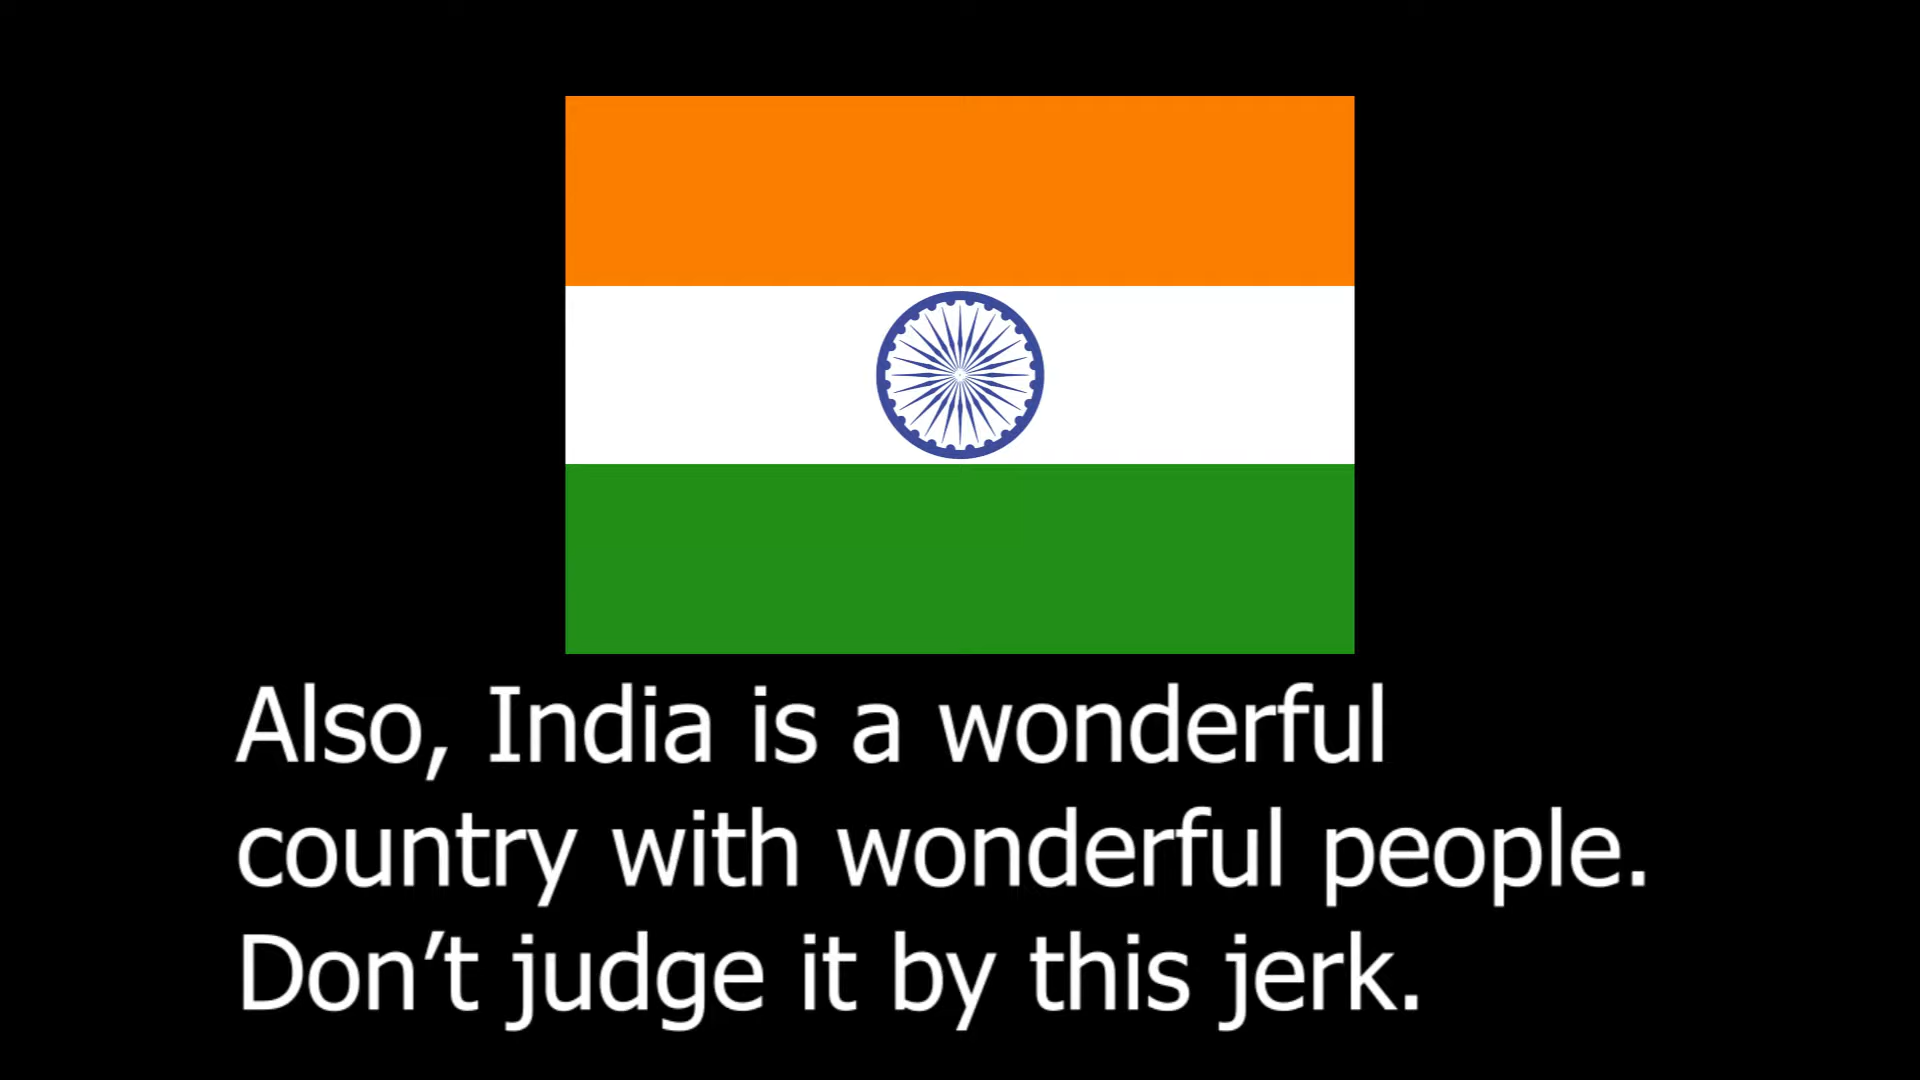 Also, India is a wonderful
country with wonderful people.
Don’t judge it by this jerk.